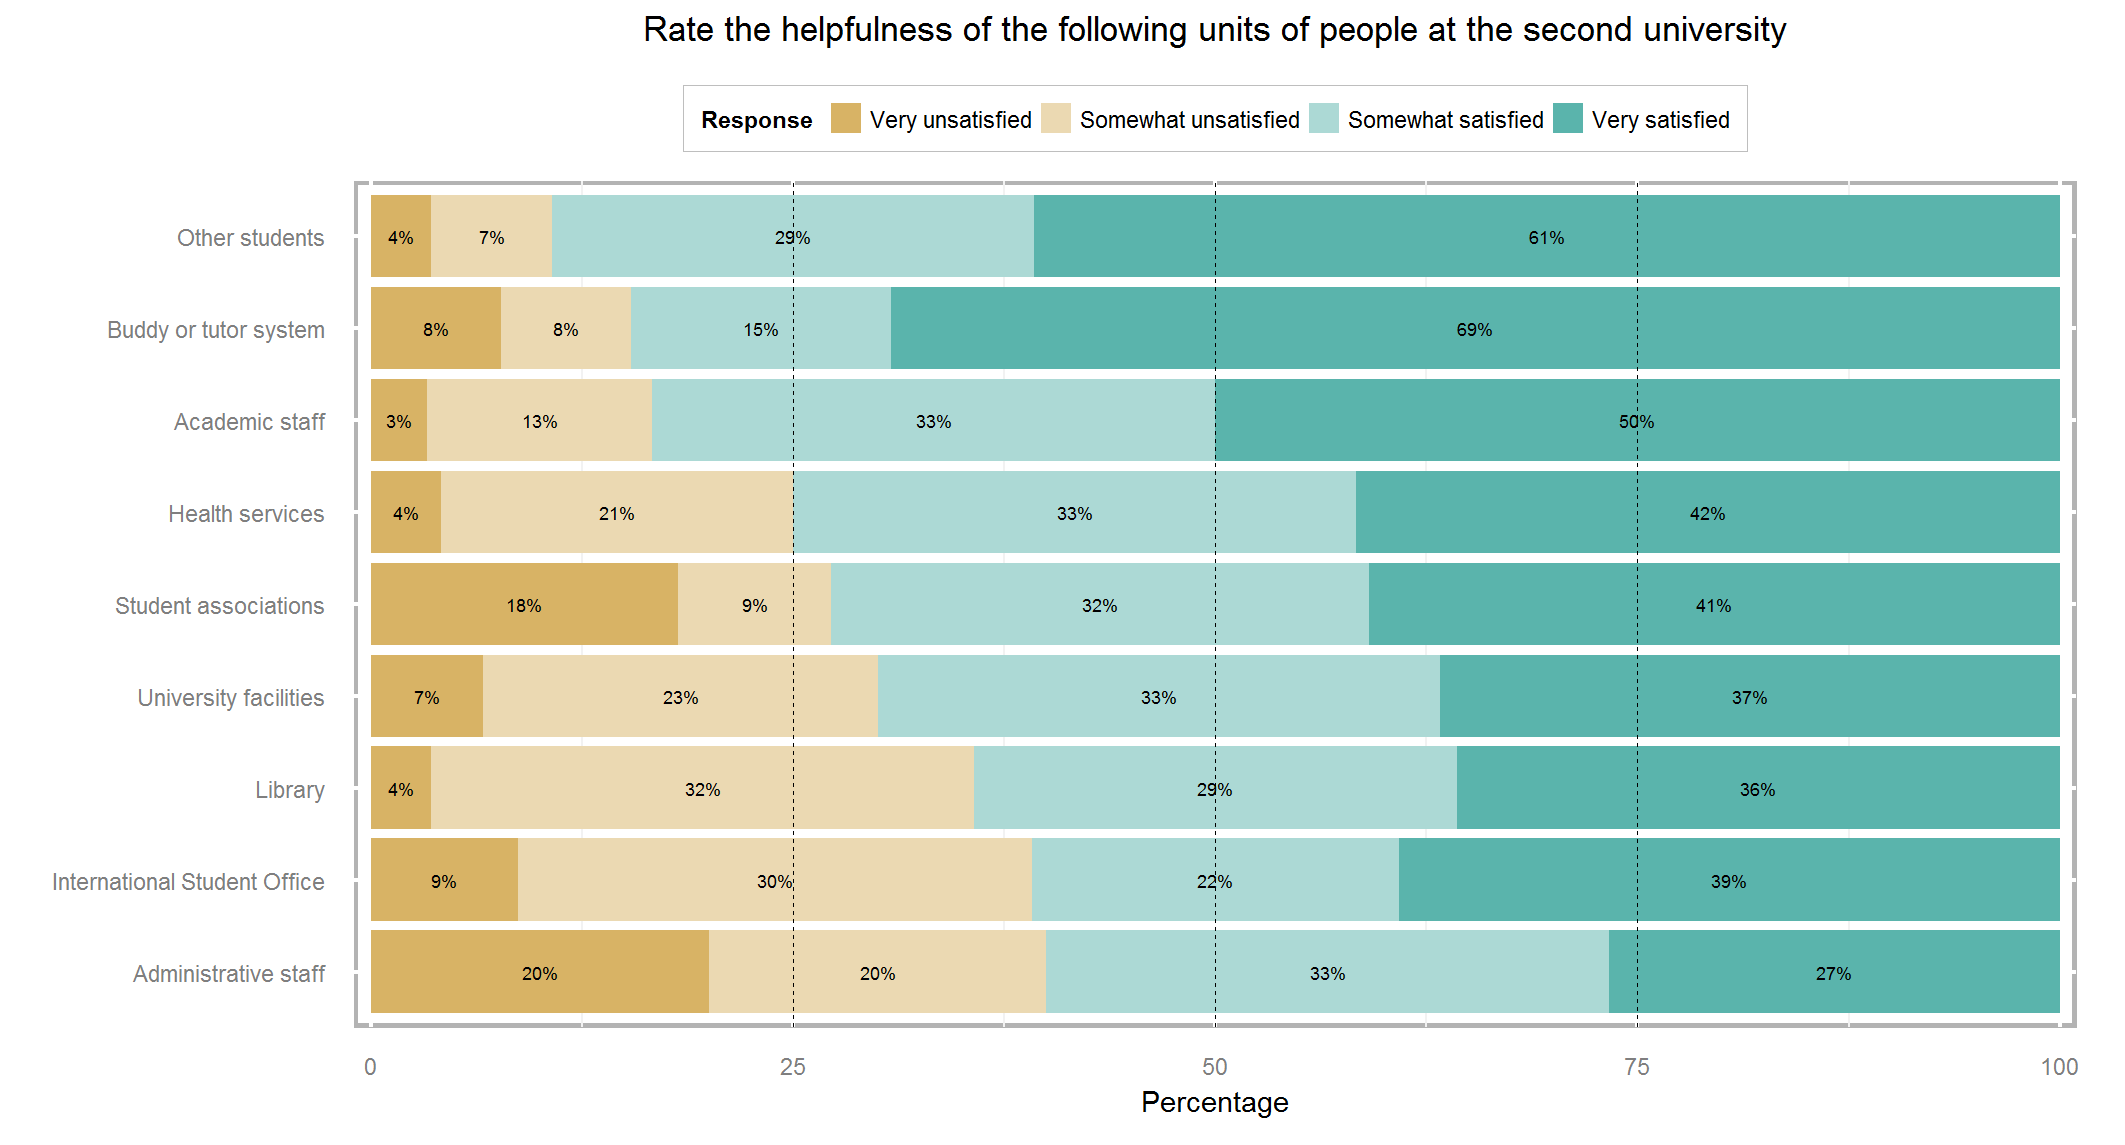 Rate the helpfulness of the following units of people at the second university
Response Very unsatisfied Somewhat unsatisfied Somewhat satisfied Very satisfied
Other students 4% 7% 29% 61%
Buddy or tutor system 8% 8% 15% 69%
Academic staff 3% 13% 33% 50%
Health services 4% 21% 33% 42%
Student associations 18% 9% 32% 41%
University facilities 7% 23% 33% 37%
Library 4% 32% 29% 36%
International Student Office 9% 30% 22% 39%
Administrative staff 20% 20% 33% 27%
0 25 50 75 100
Percentage